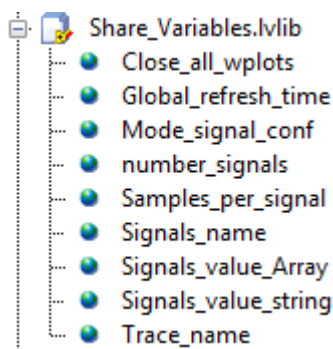 Share_Variables.lvlib
Close_all_wplots
Global_refresh_time
Mode_signal_conf
number_signals
Samples_per_signal
Signals_name
Signals_value_Array
Signals_value_string
Trace_name